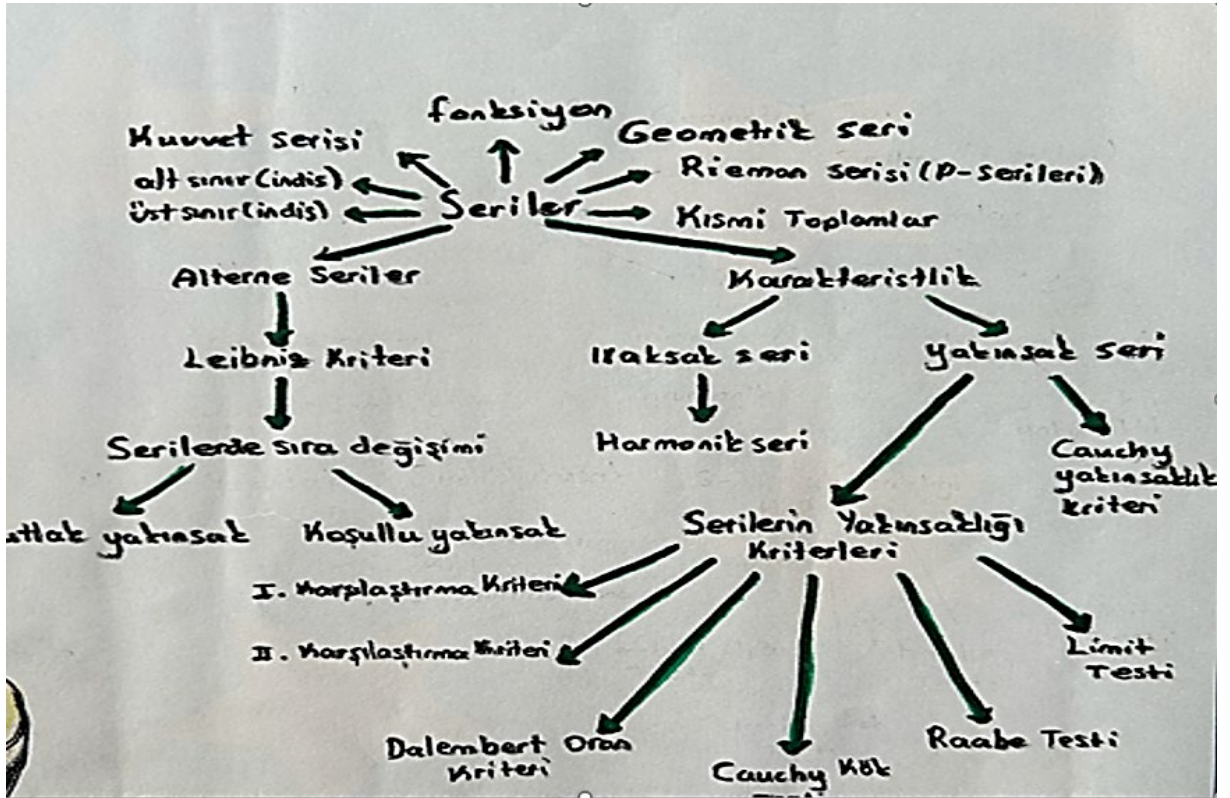 fonksiyon
Kuvvet serisi
Geometrik seri
alt sınır (indis)
Rieman serisi (P-serileri)
üst sınır (indis)
Seriler
Kısmi Toplamlar
Alterne Seriler
Karakteristlik
Leibniz Kriteri
Iraksak seri
yakınsak seri
Serilerde sıra değişimi
Harmonik seri
Cauchy
yakınsaklık
kriteri
yakınsak
Koşullu yakınsak
Serilerin Yakınsaklığı
Kriterleri
I. Karşılaştırma Kriteri
II. Karşılaştırma Kriteri
Limit
Testi
Dalembert Oran
Kriteri
Cauchy Kök
Raabe Testi